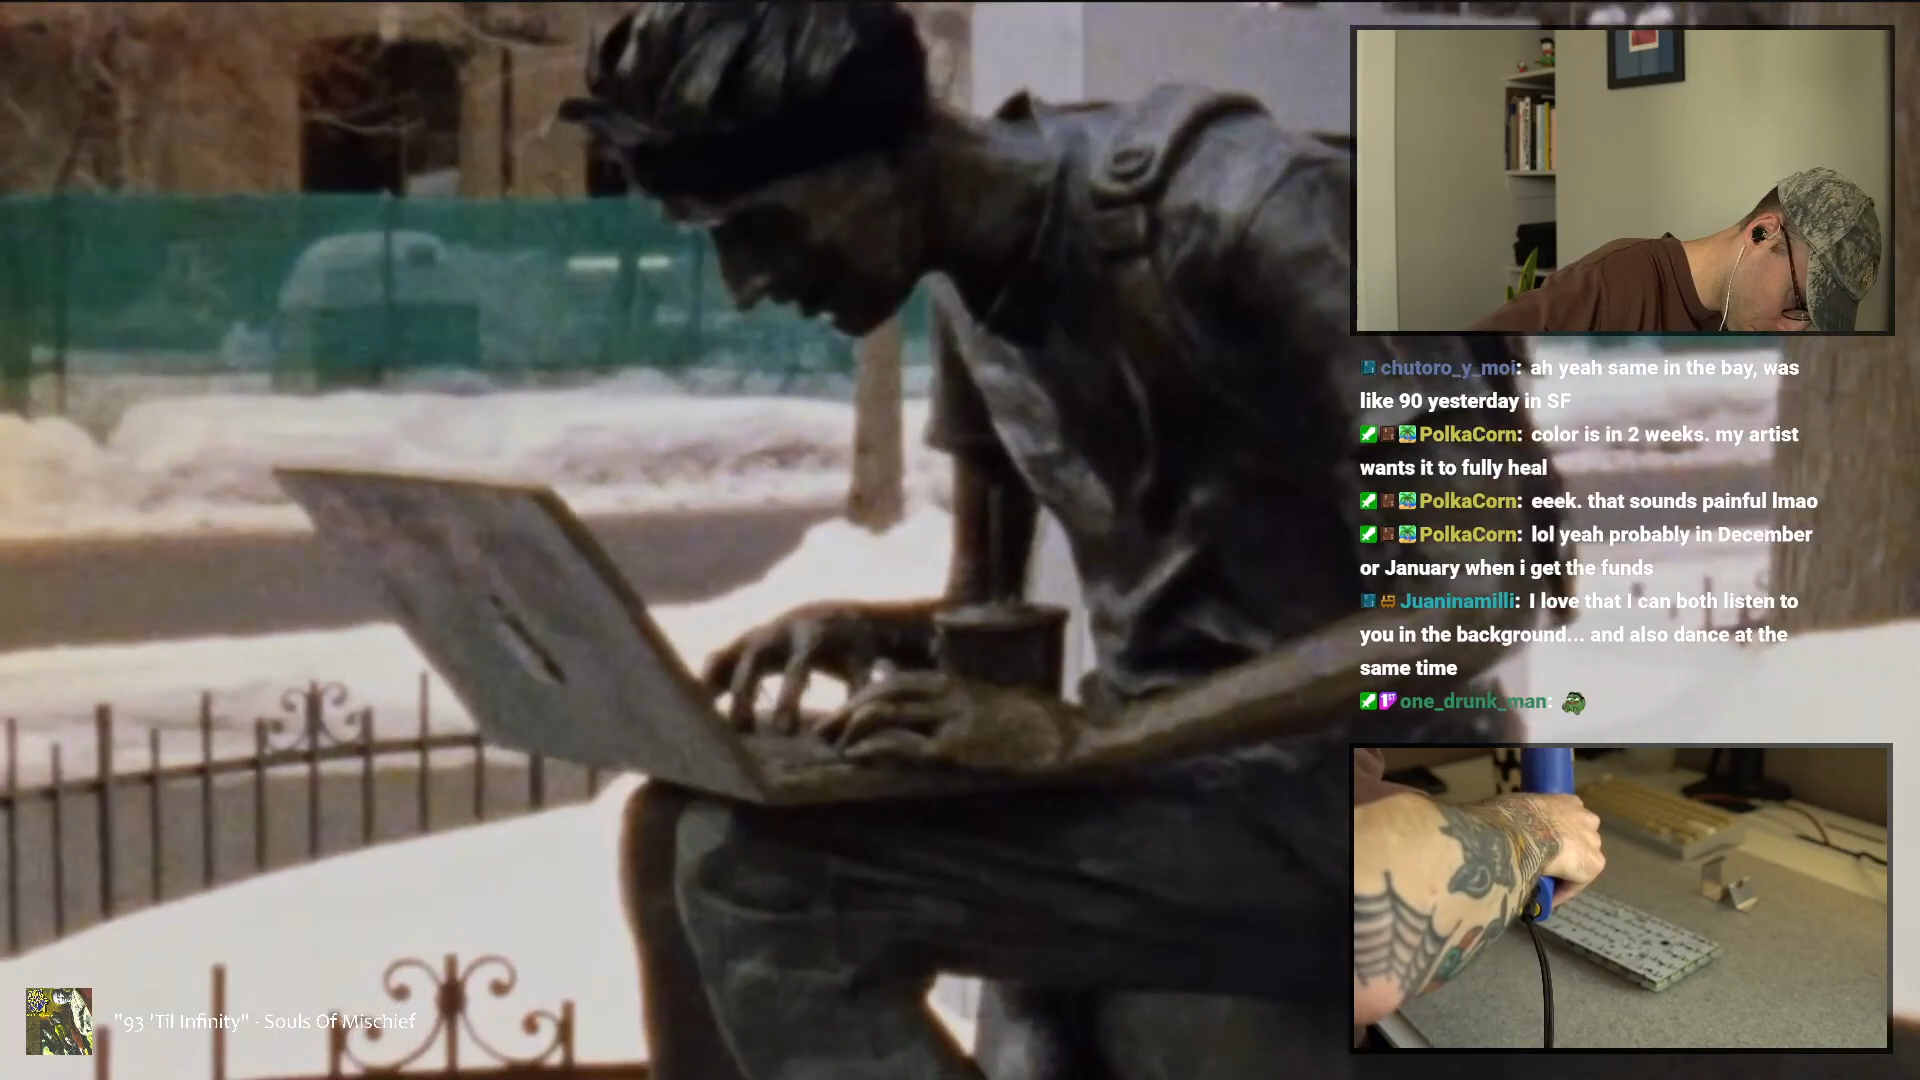 chutoro_y_moi: ah yeah same in the bay, was
like 90 yesterday in SF
PolkaCorn: color is in 2 weeks. my artist
wants it to fully heal
PolkaCorn: eeek. that sounds painful lmao
PolkaCorn: lol yeah probably in December
or January when i get the funds
Juaninamilli: I love that I can both listen to
you in the background... and also dance at the
same time
1ST one_drunk_man:
"93 'Til Infinity" - Souls Of Mischief